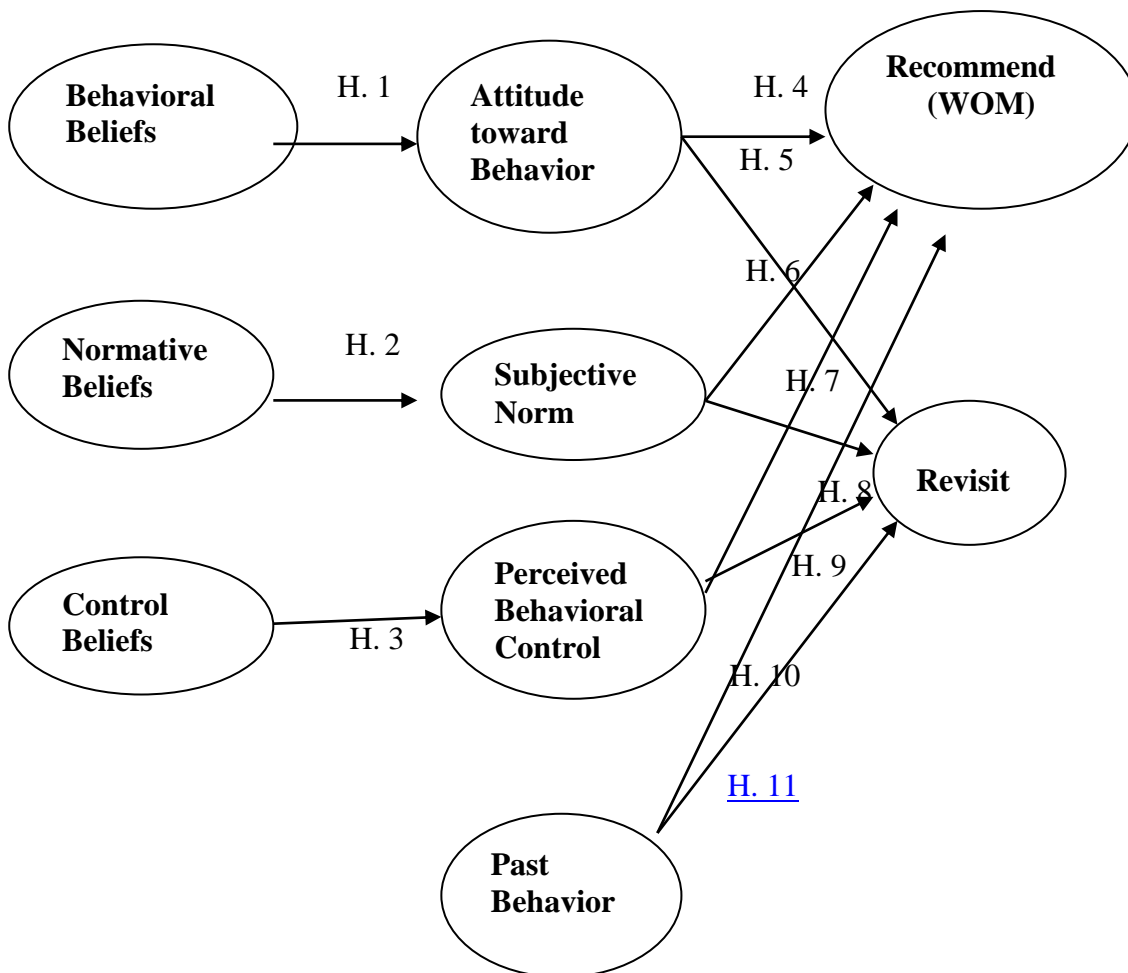 Behavioral
Beliefs
H. 1
Attitude
toward
Behavior
H. 4
H. 5
Recommend
(WOM)
H. 6
Normative
Beliefs
H. 2
Subjective
Norm
H. 7
Revisit
H. 8
Control
Beliefs
H. 3
Perceived
Behavioral
Control
H. 9
H. 10
H. 11
Past
Behavior